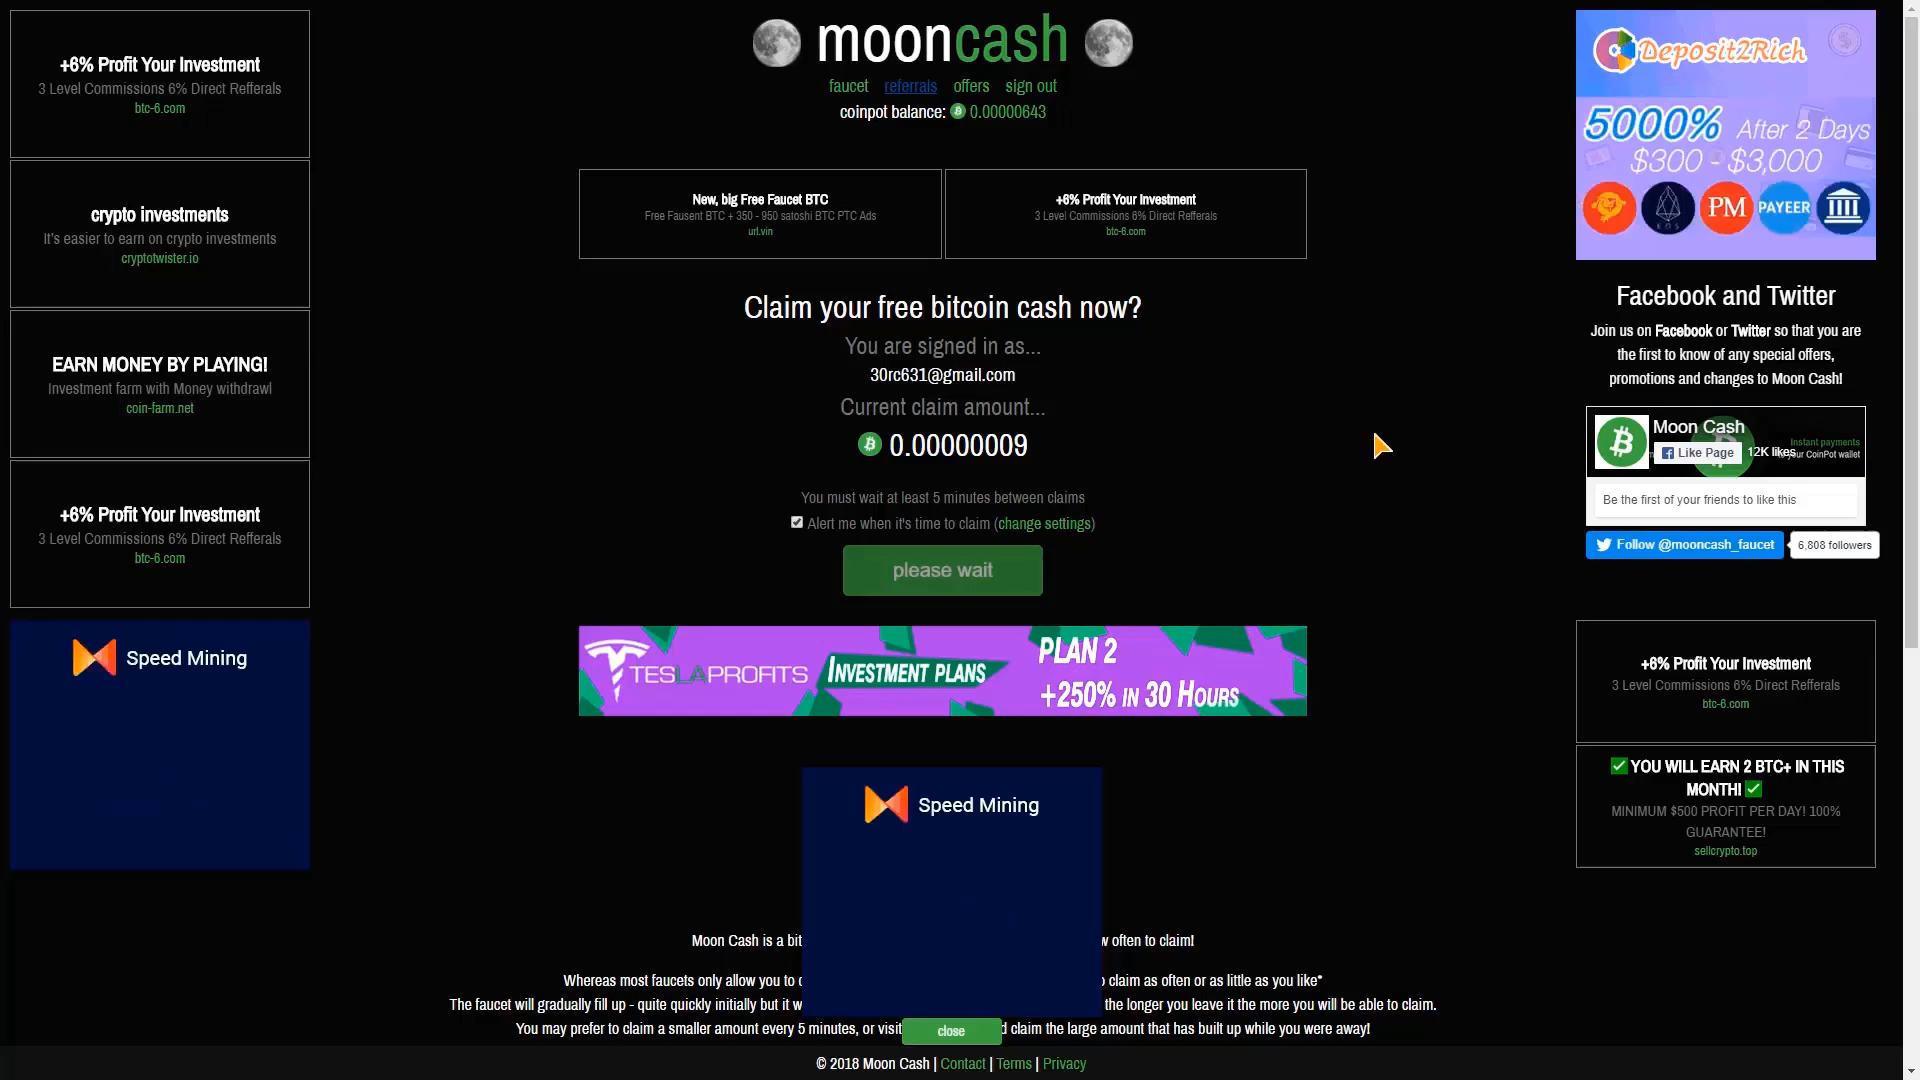 +6% Profit Your Investment
3 Level Commissions 6% Direct Refferals
btc-6.com
crypto investments
It's easier to earn on crypto investments
cryptotwister.io
EARN MONEY BY PLAYING!
Investment farm with Money withdrawl
coin-farm.net
+6% Profit Your Investment
3 Level Commissions 6% Direct Refferals
btc-6.com
Speed Mining
mooncash
faucet referrals offers sign out
coinpot balance: 0.00000643
New, big Free Faucet BTC
Free Fausent BTC + 350 - 950 satoshi BTC PTC Ads
url.vin
+6% Profit Your Investment
3 Level Commissions 6% Direct Refferals
btc-6.com
Claim your free bitcoin cash now?
You are signed in as...
30rc631@gmail.com
Current claim amount...
0.00000009
You must wait at least 5 minutes between claims
Alert me when it's time to claim (change settings)
please wait
TESLAPROFITS INVESTMENT PLANS
PLAN 2
+250% IN 30 HOURS
Speed Mining
Moon Cash is a bit
often to claim!
Whereas most faucets only allow you to
claim as often or as little as you like*
The faucet will gradually fill up - quite quickly initially but it w
the longer you leave it the more you will be able to claim.
You may prefer to claim a smaller amount every 5 minutes, or visit
claim the large amount that has built up while you were away!
close
© 2018 Moon Cash | Contact | Terms | Privacy
Deposit2Rich
5000% After 2 Days
$300 - $3,000
EOS PM PAYEER
Facebook and Twitter
Join us on Facebook or Twitter so that you are
the first to know of any special offers,
promotions and changes to Moon Cash!
Moon Cash
Instant payments
your CoinPot wallet
Like Page 12K likes
Be the first of your friends to like this
Follow @mooncash_faucet 6,808 followers
+6% Profit Your Investment
3 Level Commissions 6% Direct Refferals
btc-6.com
✅ YOU WILL EARN 2 BTC+ IN THIS
MONTH! ✅
MINIMUM $500 PROFIT PER DAY! 100%
GUARANTEE!
sellcrypto.top